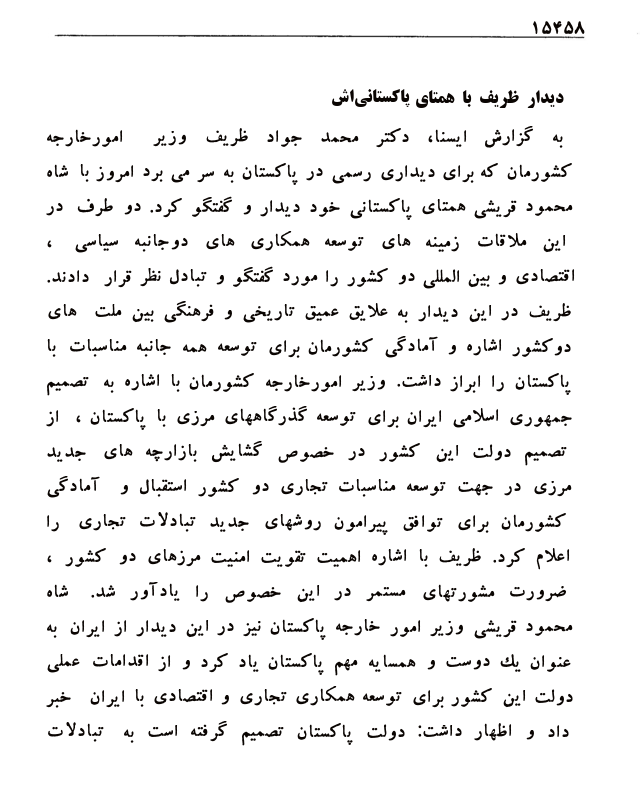 ۱۵۴۵۸
دیدار ظریف با همتای پاکستانی‌اش
به گزارش ایسنا، دکتر محمد جواد ظریف وزیر امورخارجه
کشورمان که برای دیداری رسمی در پاکستان به سر می برد امروز با شاه
محمود قریشی همتای پاکستانی خود دیدار و گفتگو کرد. دو طرف در
این ملاقات زمینه های توسعه همکاری های دوجانبه سیاسی ،
اقتصادی و بین المللی دو کشور را مورد گفتگو و تبادل نظر قرار دادند.
ظریف در این دیدار به علایق عمیق تاریخی و فرهنگی بین ملت های
دوکشور اشاره و آمادگی کشورمان برای توسعه همه جانبه مناسبات با
پاکستان را ابراز داشت. وزیر امورخارجه کشورمان با اشاره به تصمیم
جمهوری اسلامی ایران برای توسعه گذرگاههای مرزی با پاکستان ، از
تصمیم دولت این کشور در خصوص گشایش بازارچه های جدید
مرزی در جهت توسعه مناسبات تجاری دو کشور استقبال و آمادگی
کشورمان برای توافق پیرامون روشهای جدید تبادلات تجاری را
اعلام کرد. ظریف با اشاره اهمیت تقویت امنیت مرزهای دو کشور ،
ضرورت مشورتهای مستمر در این خصوص را یادآور شد. شاه
محمود قریشی وزیر امور خارجه پاکستان نیز در این دیدار از ایران به
عنوان یك دوست و همسایه مهم پاکستان یاد کرد و از اقدامات عملی
دولت این کشور برای توسعه همکاری تجاری و اقتصادی با ایران خبر
داد و اظهار داشت: دولت پاکستان تصمیم گرفته است به تبادلات